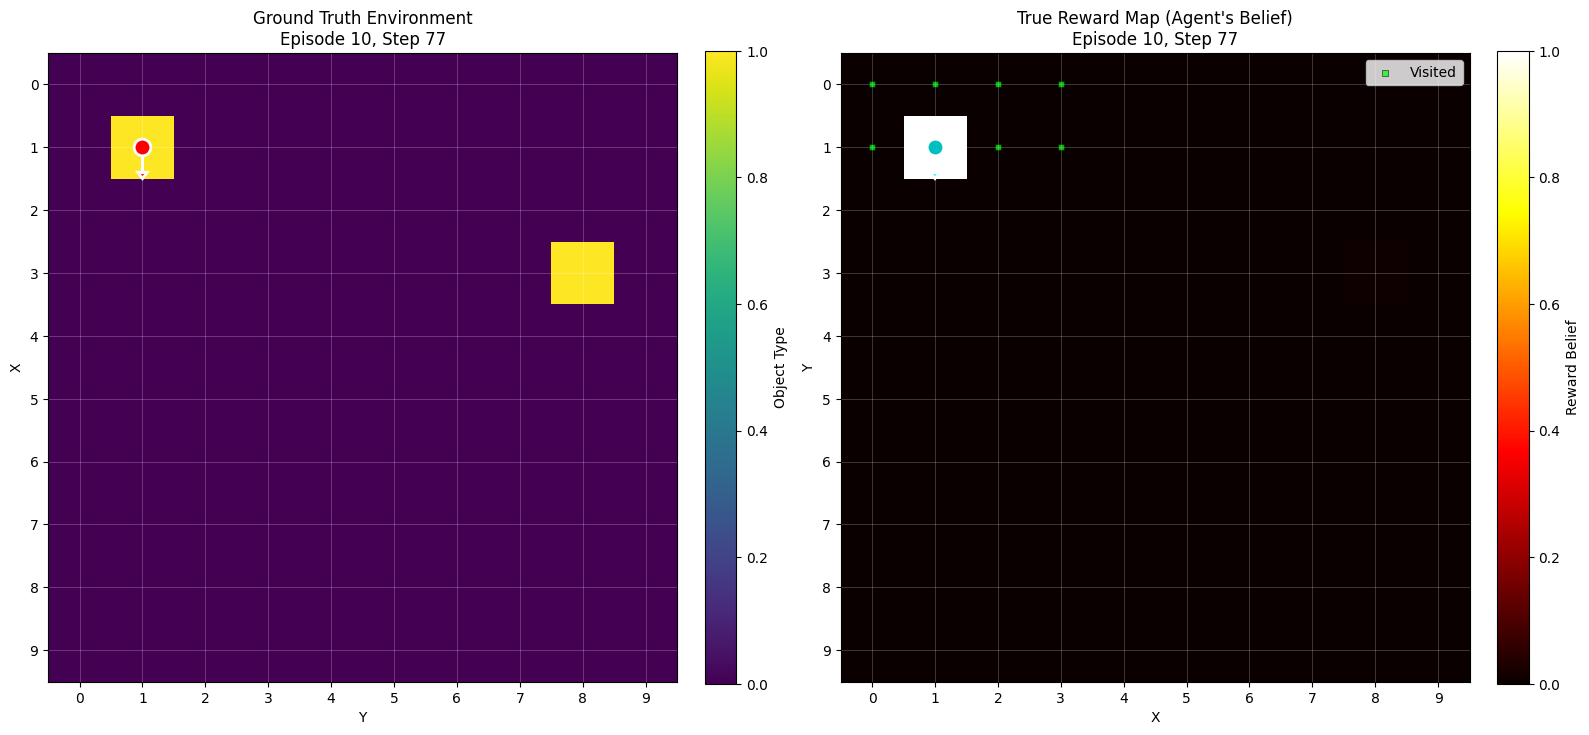 Ground Truth Environment
Episode 10, Step 77
0
1
2
3
4
5
6
7
8
9
X
0 1 2 3 4 5 6 7 8 9
Y
1.0
0.8
0.6
0.4
0.2
0.0
Object Type
True Reward Map (Agent's Belief)
Episode 10, Step 77
Visited
0
1
2
3
4
5
6
7
8
9
Y
0 1 2 3 4 5 6 7 8 9
X
1.0
0.8
0.6
0.4
0.2
0.0
Reward Belief